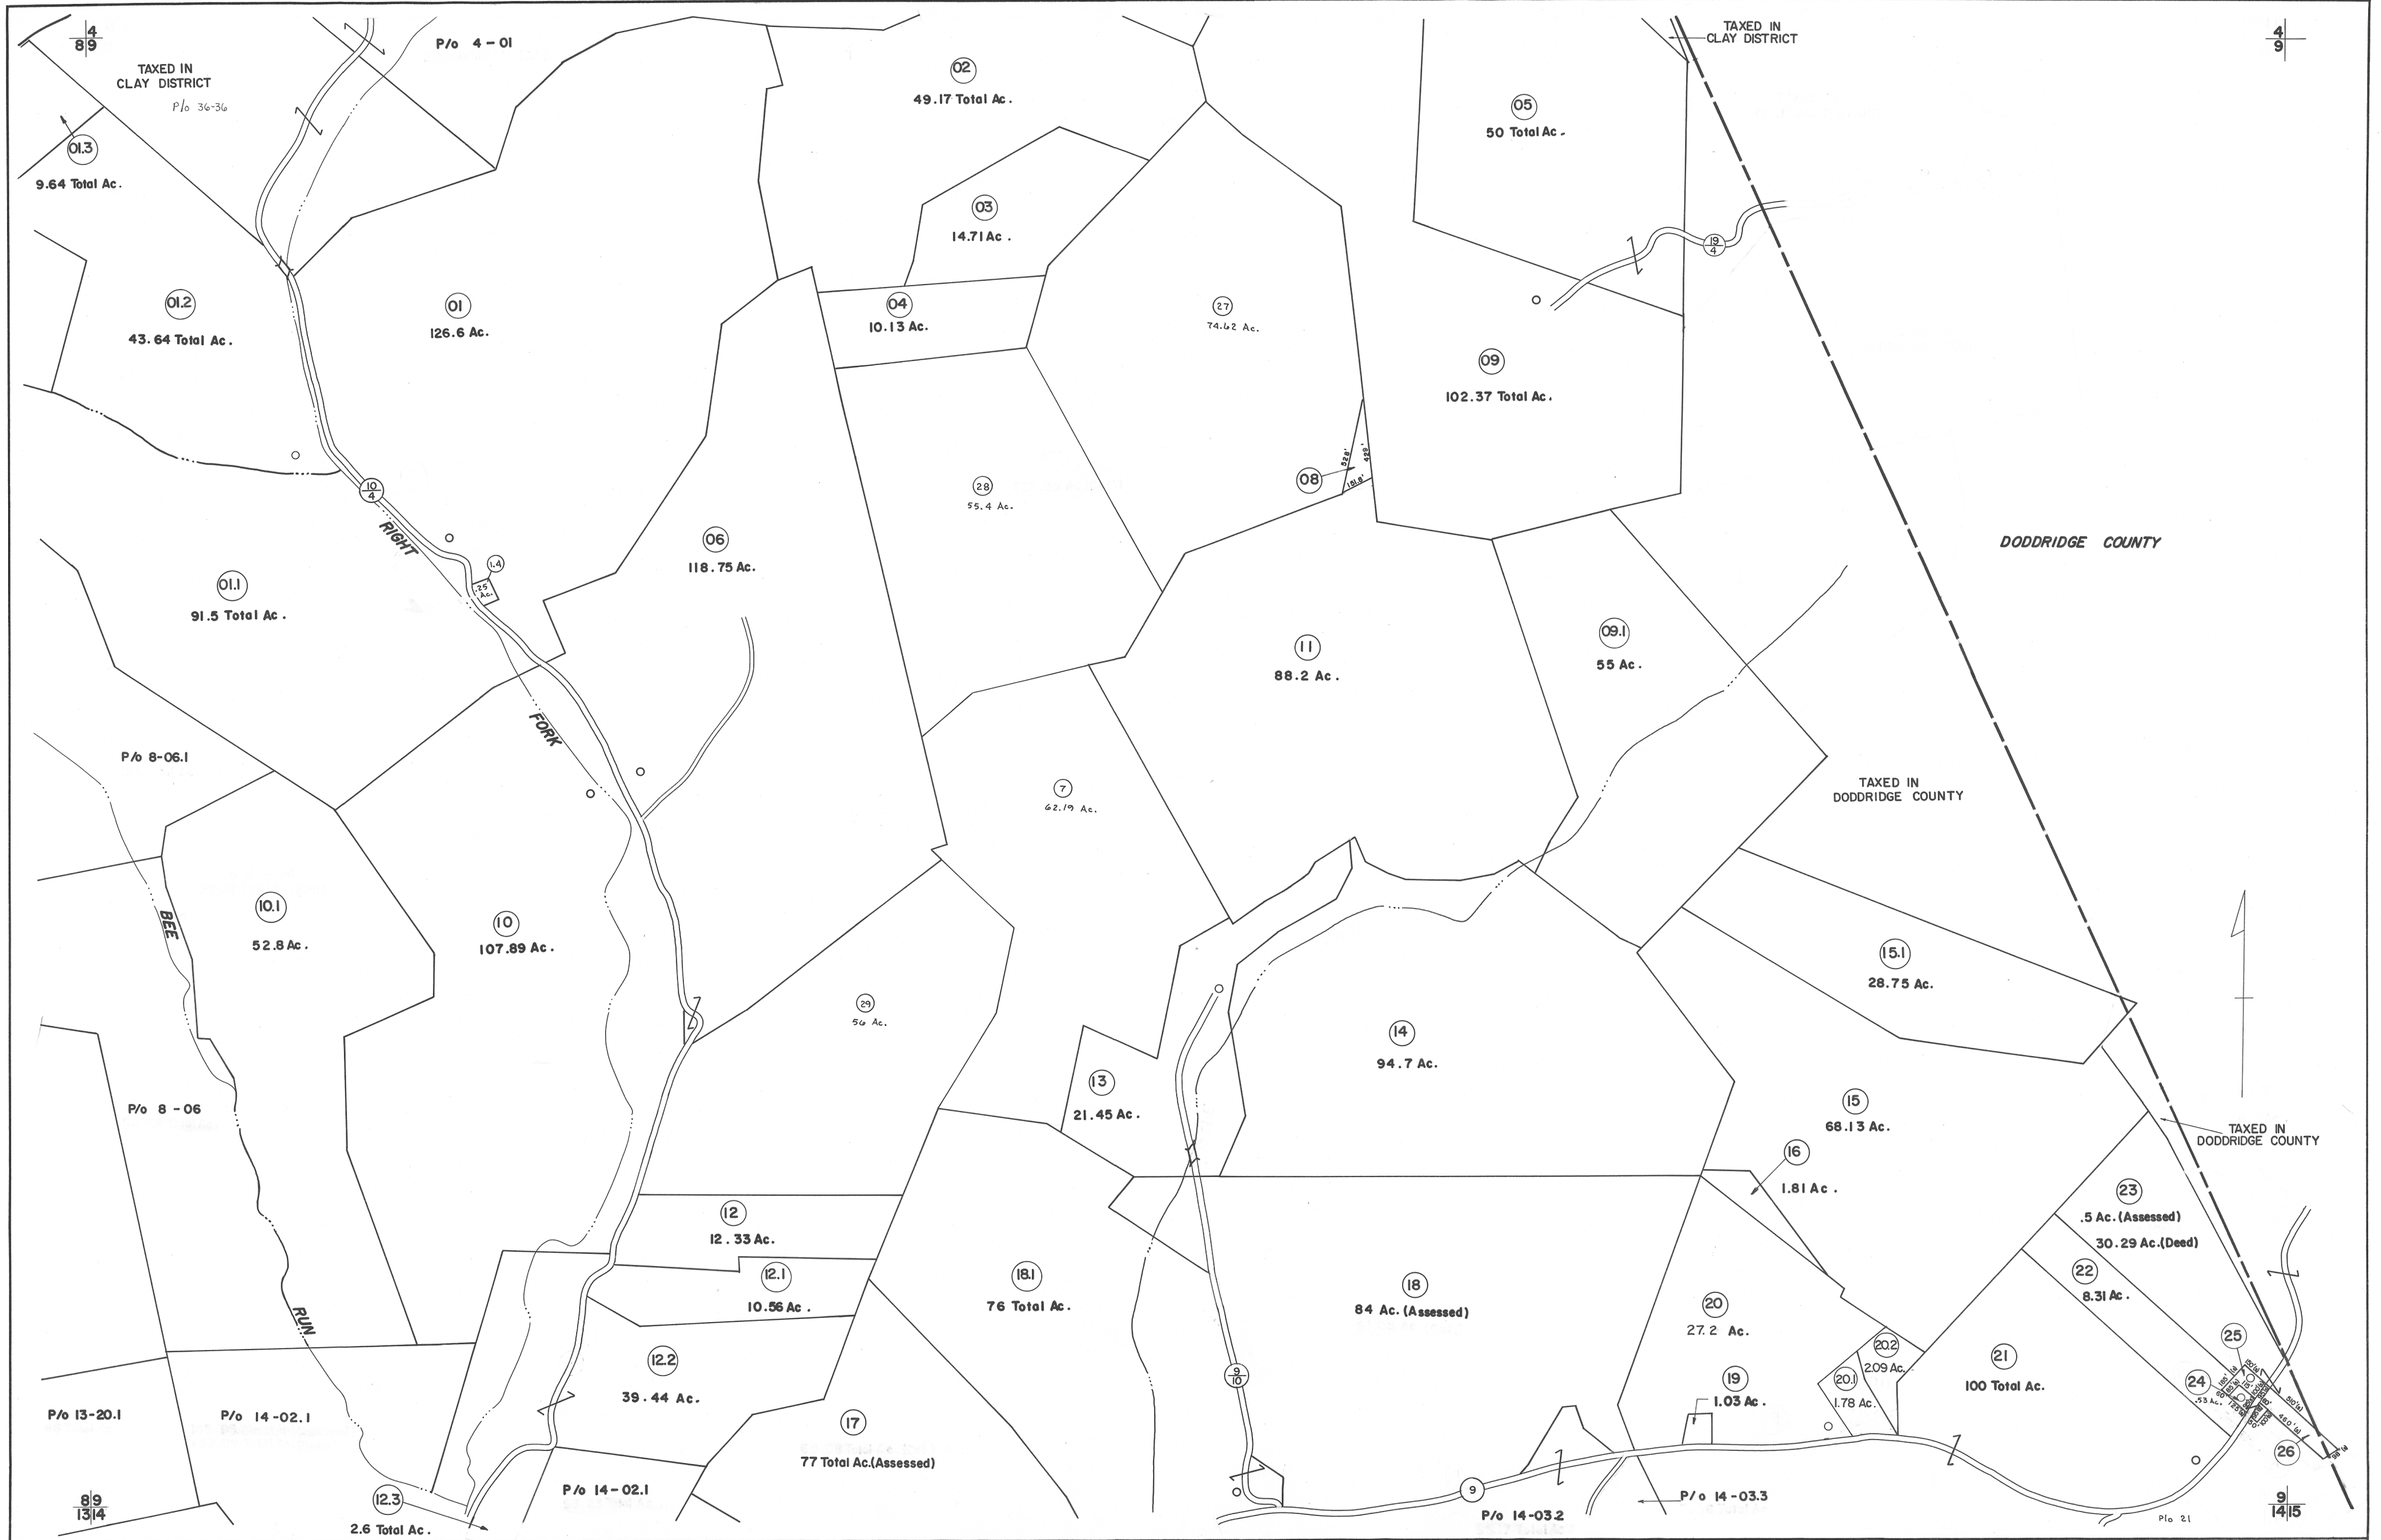 4
8 9
TAXED IN
CLAY DISTRICT
P/o 36-36
P/o 4 - 01
02
49.17 Total Ac.
TAXED IN
CLAY DISTRICT
4
9
05
50 Total Ac.
01.3
9.64 Total Ac.
03
14.71 Ac.
19
4
01.2
43.64 Total Ac.
01
126.6 Ac.
04
10.13 Ac.
27
74.62 Ac.
09
102.37 Total Ac.
08
528'
429'
151.8'
10
4
28
55.4 Ac.
RIGHT
FORK
1.4
.25
Ac.
06
118.75 Ac.
DODDRIDGE COUNTY
01.1
91.5 Total Ac.
11
88.2 Ac.
09.1
55 Ac.
P/o 8-06.1
7
62.19 Ac.
TAXED IN
DODDRIDGE COUNTY
BEE
RUN
10.1
52.8 Ac.
10
107.89 Ac.
29
56 Ac.
15.1
28.75 Ac.
14
94.7 Ac.
13
21.45 Ac.
P/o 8 - 06
15
68.13 Ac.
TAXED IN
DODDRIDGE COUNTY
16
1.81 Ac.
12
12.33 Ac.
23
.5 Ac. (Assessed)
30.29 Ac. (Deed)
12.1
10.56 Ac.
18.1
76 Total Ac.
18
84 Ac. (Assessed)
22
8.31 Ac.
20
27.2 Ac.
25
12.2
39.44 Ac.
9
10
20.2
2.09 Ac.
20.1
1.78 Ac.
21
100 Total Ac.
19
1.03 Ac.
24
.53 Ac.
P/o 13-20.1
P/o 14-02.1
17
77 Total Ac. (Assessed)
26
P/o 14-02.1
9
P/o 14-03.3
P/o 14-03.2
P/o 21
8 9
13 14
12.3
2.6 Total Ac.
9
14 15